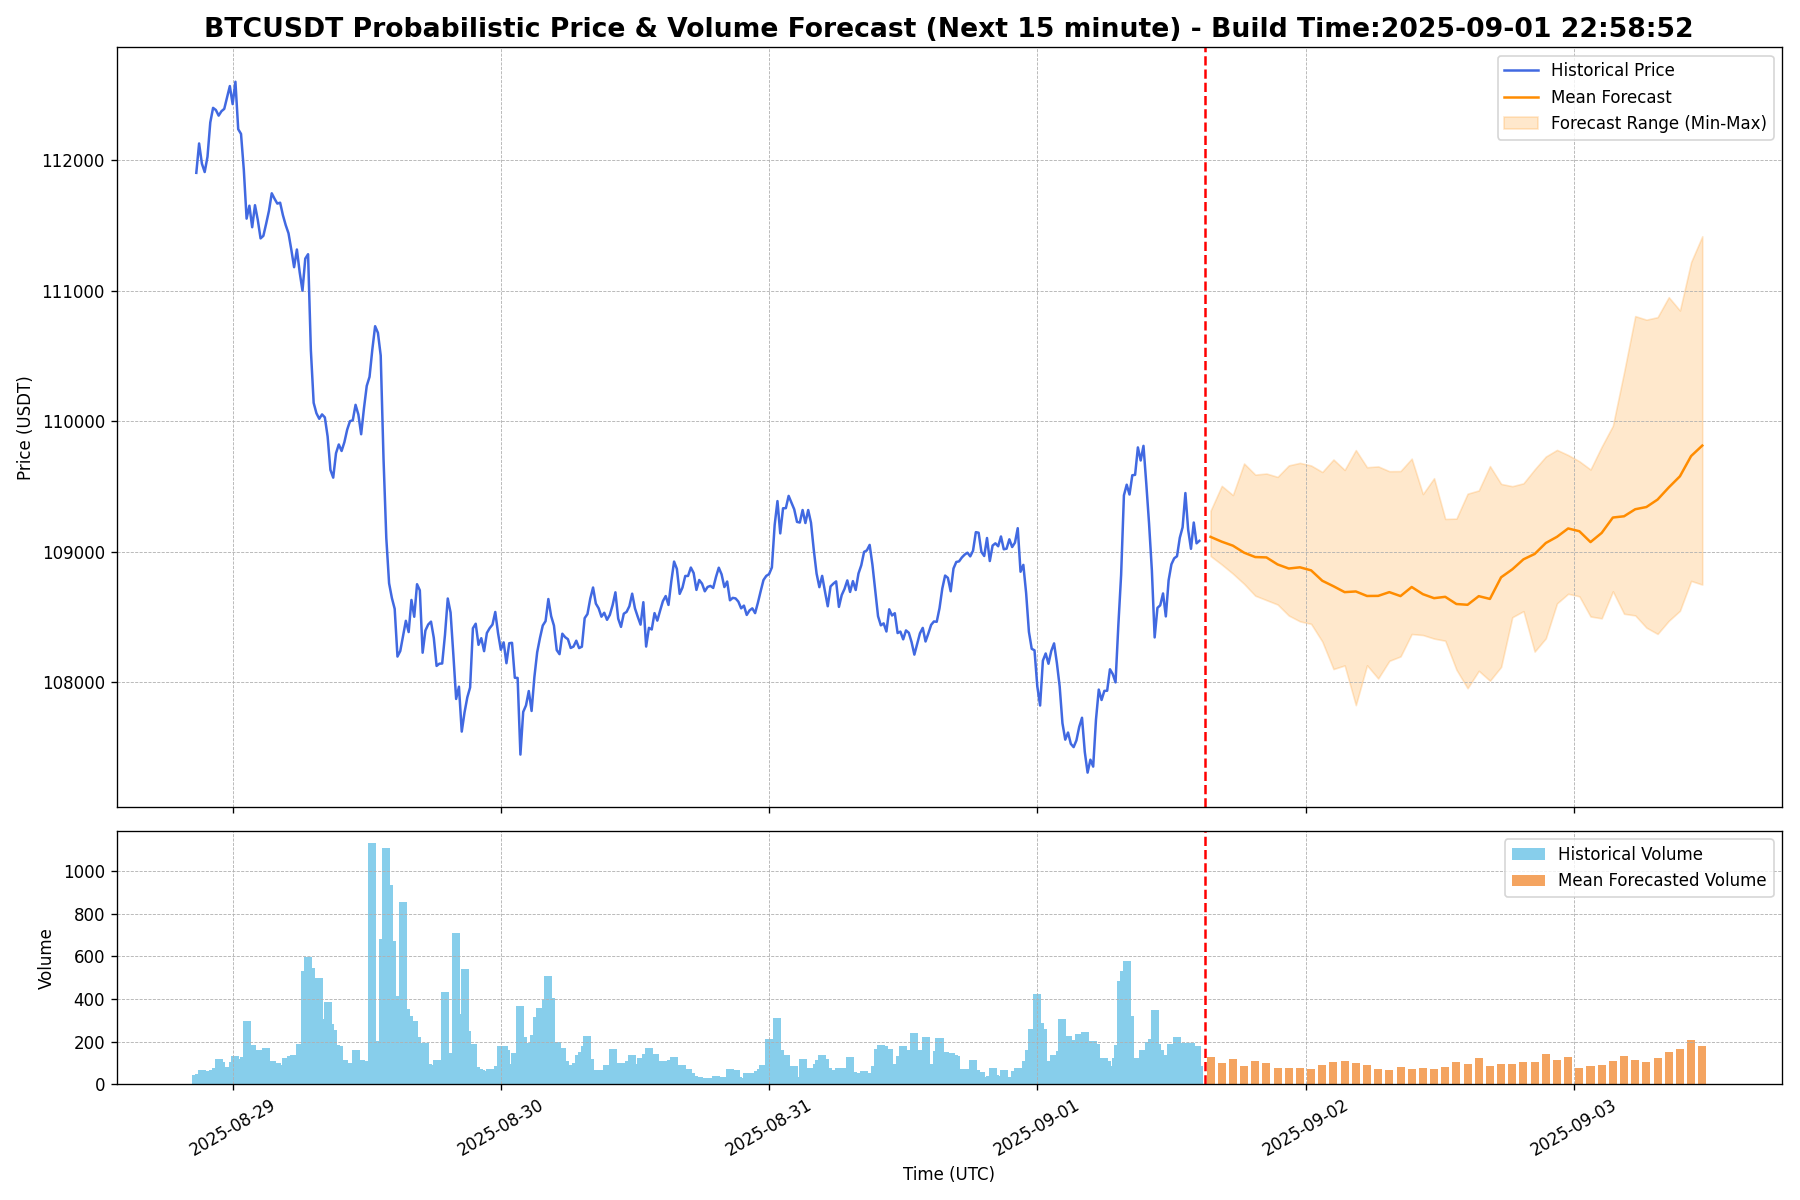 BTCUSDT Probabilistic Price & Volume Forecast (Next 15 minute) - Build Time:2025-09-01 22:58:52
Historical Price
Mean Forecast
Forecast Range (Min-Max)
Price (USDT)
112000
111000
110000
109000
108000
Historical Volume
Mean Forecasted Volume
Volume
1000
800
600
400
200
0
2025-08-29
2025-08-30
2025-08-31
2025-09-01
2025-09-02
2025-09-03
Time (UTC)